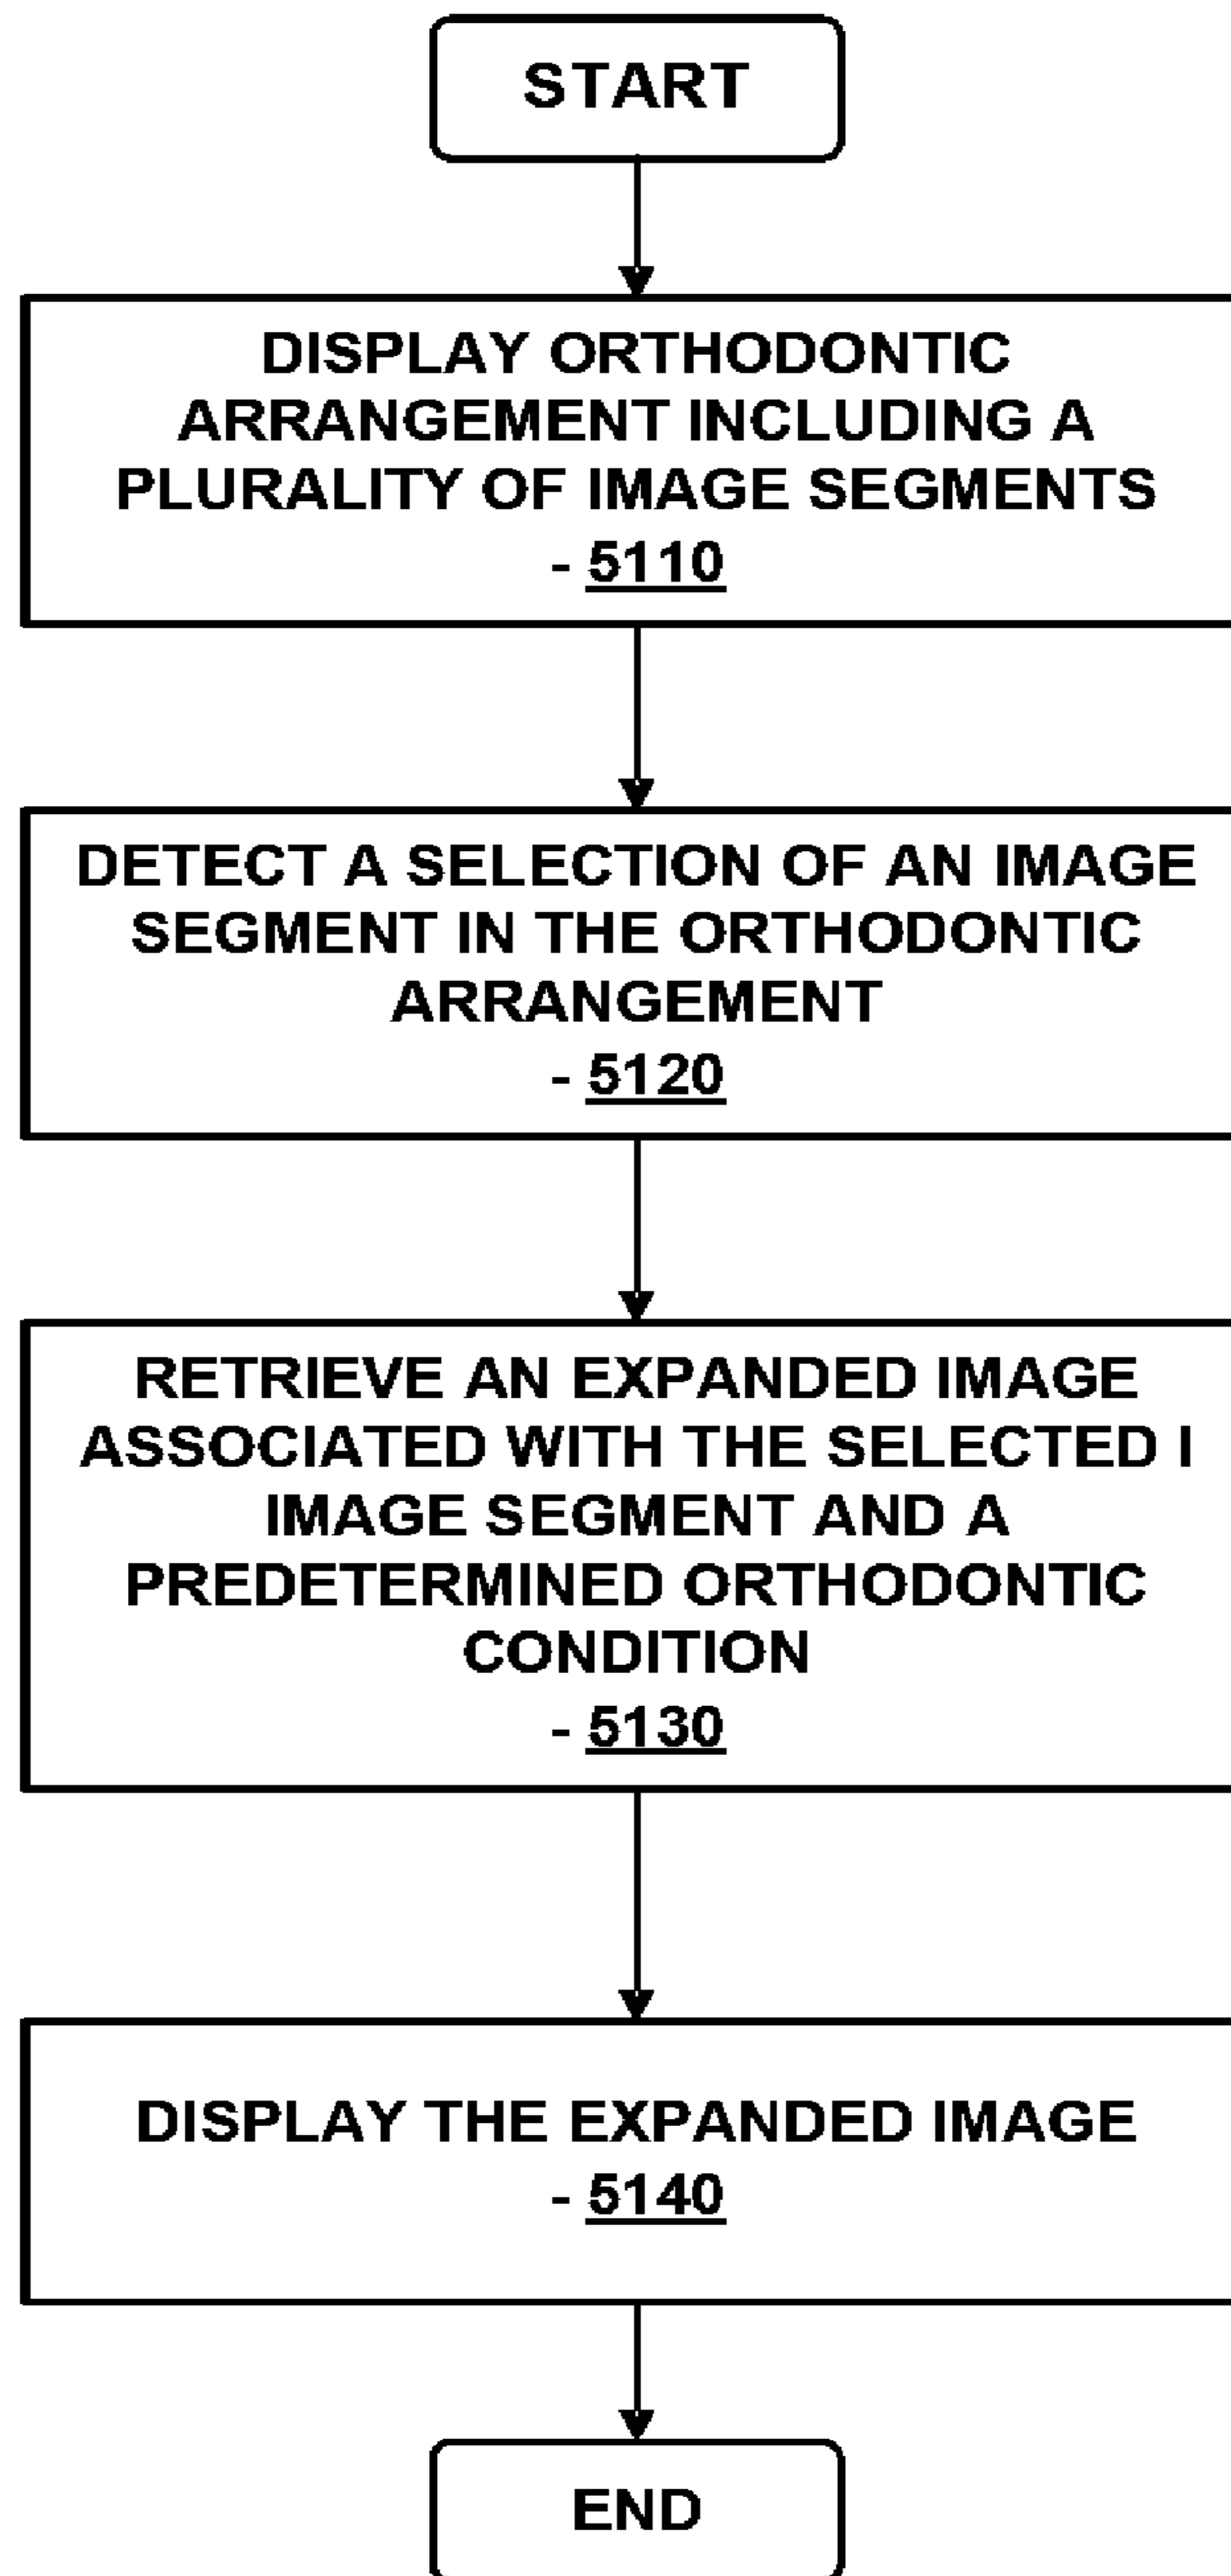 START
DISPLAY ORTHODONTIC
ARRANGEMENT INCLUDING A
PLURALITY OF IMAGE SEGMENTS
- 5110
DETECT A SELECTION OF AN IMAGE
SEGMENT IN THE ORTHODONTIC
ARRANGEMENT
- 5120
RETRIEVE AN EXPANDED IMAGE
ASSOCIATED WITH THE SELECTED I
IMAGE SEGMENT AND A
PREDETERMINED ORTHODONTIC
CONDITION
- 5130
DISPLAY THE EXPANDED IMAGE
- 5140
END